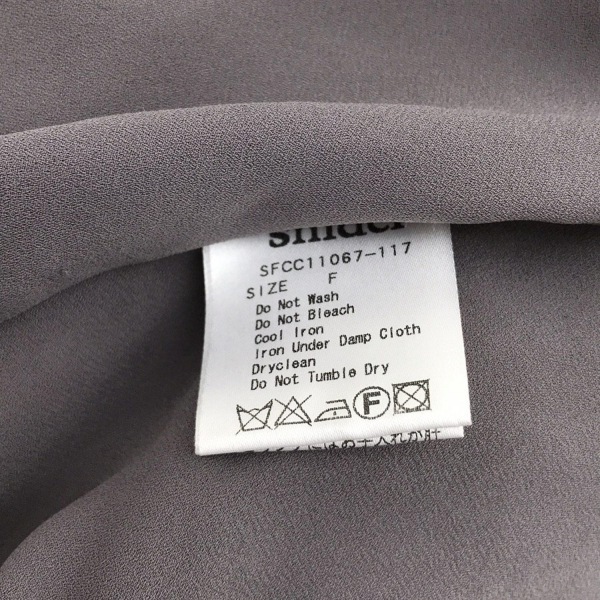 SFCC11067-117
SIZE F
Do Not Wash
Do Not Bleach
Cool Iron
Iron Under Damp Cloth
Dryclean
Do Not Tumble Dry
F